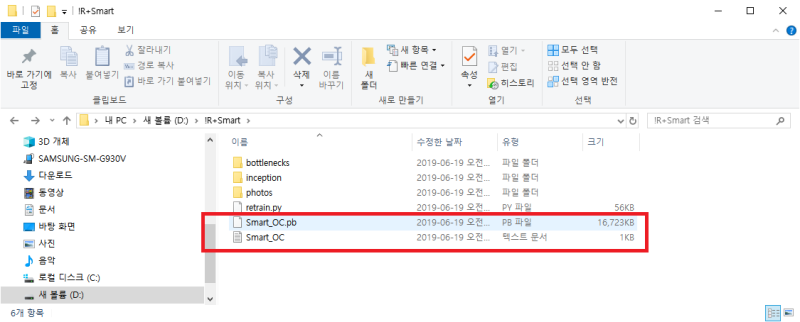 !R+Smart
파일 홈 공유 보기
바로 가기에 고정
복사
붙여넣기
잘라내기
경로 복사
바로 가기 붙여넣기
클립보드
이동 위치
복사 위치
삭제
이름 바꾸기
구성
새 폴더
새 항목
빠른 연결
새로 만들기
속성
열기
편집
히스토리
열기
모두 선택
선택 안 함
선택 영역 반전
선택
내 PC > 새 볼륨 (D:) > !R+Smart
!R+Smart 검색
3D 개체
SAMSUNG-SM-G930V
다운로드
동영상
문서
바탕 화면
사진
음악
로컬 디스크 (C:)
새 볼륨 (D:)
이름 수정한 날짜 유형 크기
bottlenecks 2019-06-19 오전... 파일 폴더
inception 2019-06-19 오전... 파일 폴더
photos 2019-06-19 오전... 파일 폴더
retrain.py 2019-06-19 오전... PY 파일 56KB
Smart_OC.pb 2019-06-19 오전... PB 파일 16,723KB
Smart_OC 2019-06-19 오전... 텍스트 문서 1KB
6개 항목